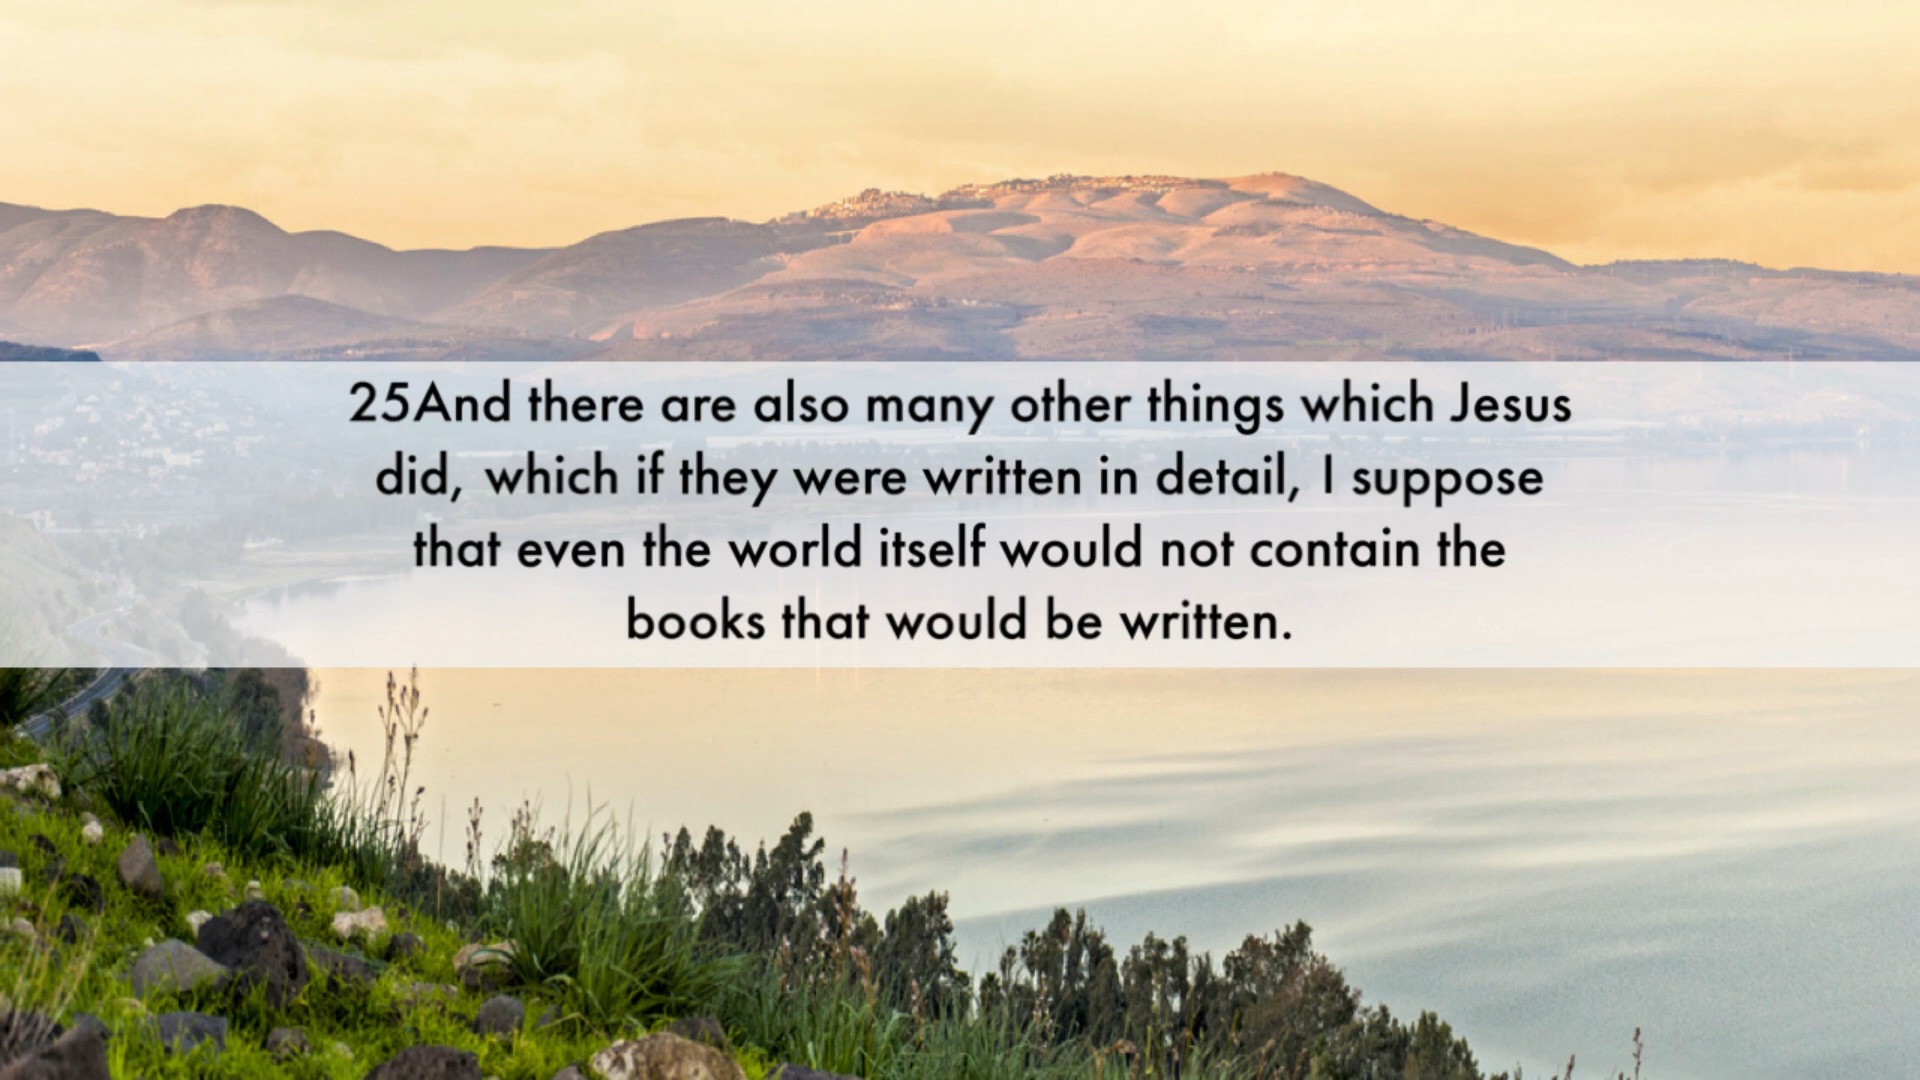 25And there are also many other things which Jesus
did, which if they were written in detail, I suppose
that even the world itself would not contain the
books that would be written.